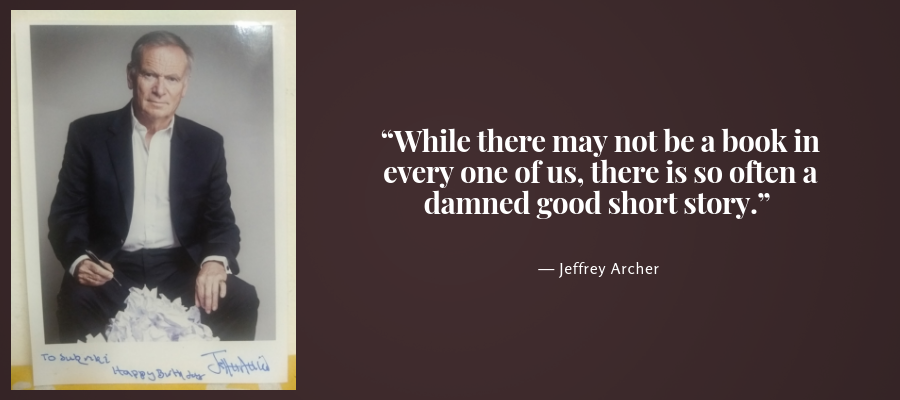 “While there may not be a book in
every one of us, there is so often a
damned good short story.”
— Jeffrey Archer
To
Happy Birthday